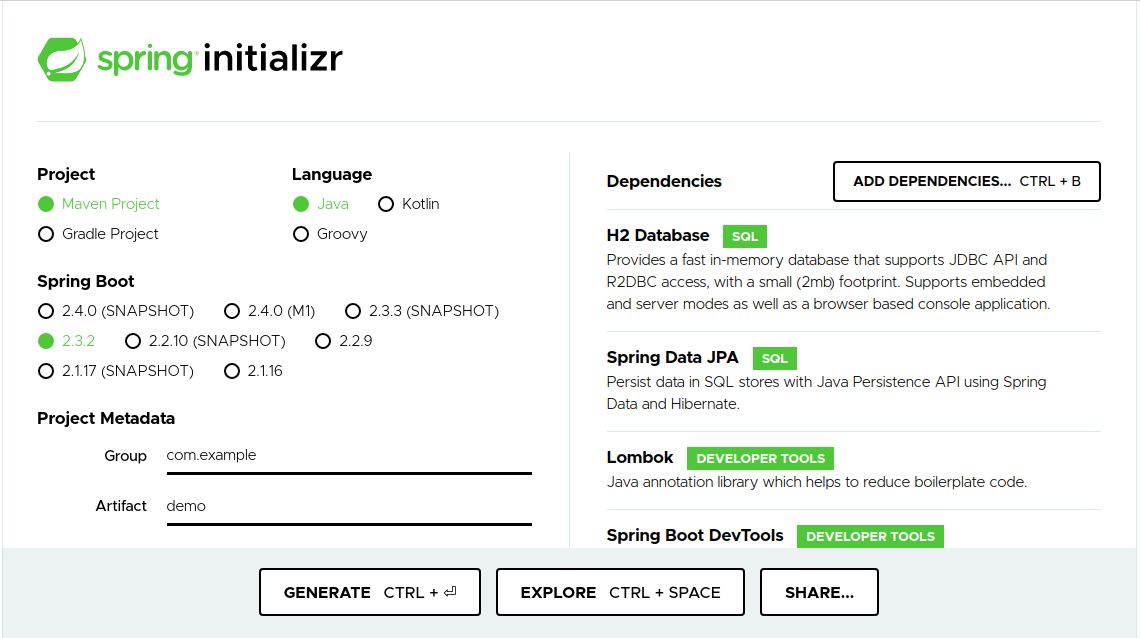 spring initializr
Project
Maven Project
Gradle Project
Language
Java Kotlin
Groovy
Spring Boot
2.4.0 (SNAPSHOT) 2.4.0 (M1) 2.3.3 (SNAPSHOT)
2.3.2 2.2.10 (SNAPSHOT) 2.2.9
2.1.17 (SNAPSHOT) 2.1.16
Project Metadata
Group com.example
Artifact demo
Dependencies ADD DEPENDENCIES... CTRL + B
H2 Database SQL
Provides a fast in-memory database that supports JDBC API and
R2DBC access, with a small (2mb) footprint. Supports embedded
and server modes as well as a browser based console application.
Spring Data JPA SQL
Persist data in SQL stores with Java Persistence API using Spring
Data and Hibernate.
Lombok DEVELOPER TOOLS
Java annotation library which helps to reduce boilerplate code.
Spring Boot DevTools DEVELOPER TOOLS
GENERATE CTRL + ⏎ EXPLORE CTRL + SPACE SHARE...